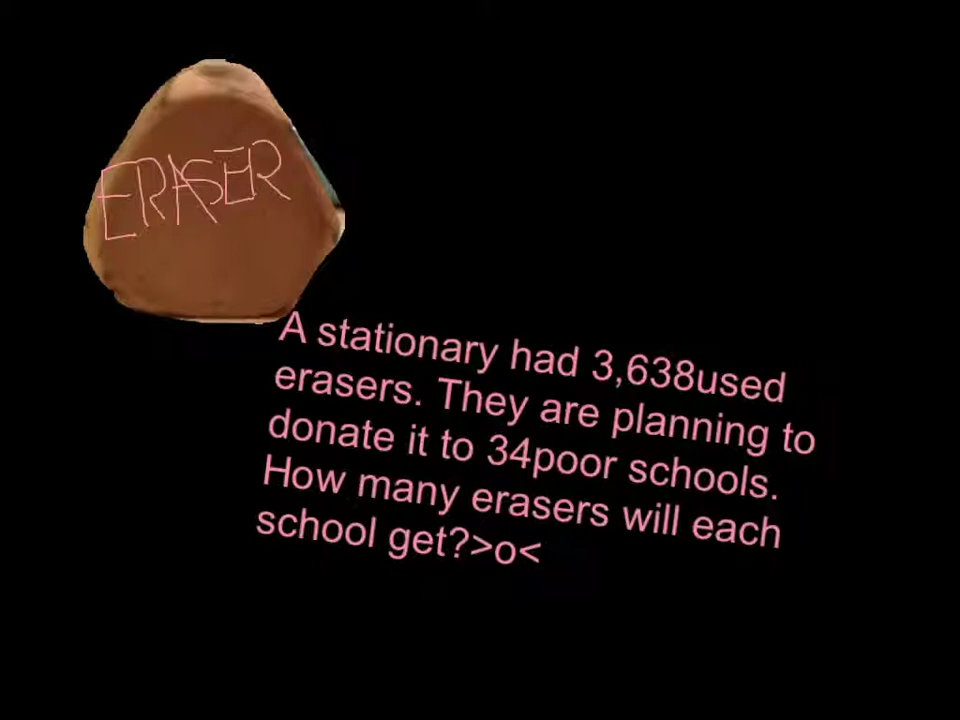 ERASER
A stationary had 3,638used
erasers. They are planning to
donate it to 34poor schools.
How many erasers will each
school get?>o<